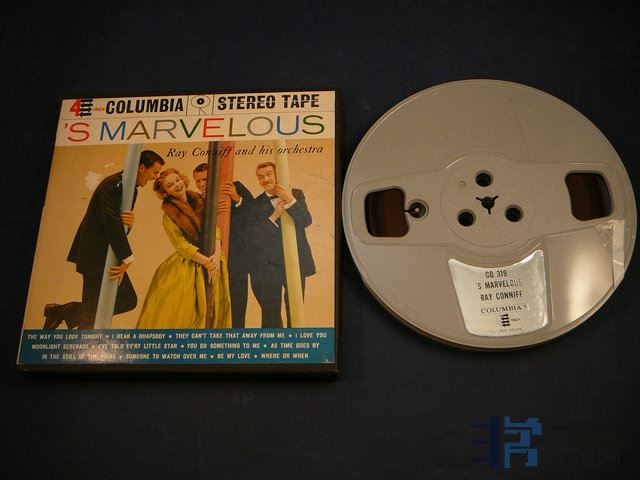 4 TRACK COLUMBIA STEREO TAPE
'S MARVELOUS
Ray Conniff and his orchestra
THE WAY YOU LOOK TONIGHT • I HEAR A RHAPSODY • THEY CAN'T TAKE THAT AWAY FROM ME • I LOVE YOU
MOONLIGHT SERENADE • I'VE TOLD EV'RY LITTLE STAR • YOU DO SOMETHING TO ME • AS TIME GOES BY
IN THE STILL OF THE NIGHT • SOMEONE TO WATCH OVER ME • BE MY LOVE • WHERE OR WHEN
CQ 319
'S MARVELOUS
RAY CONNIFF
COLUMBIA
4 TRACK